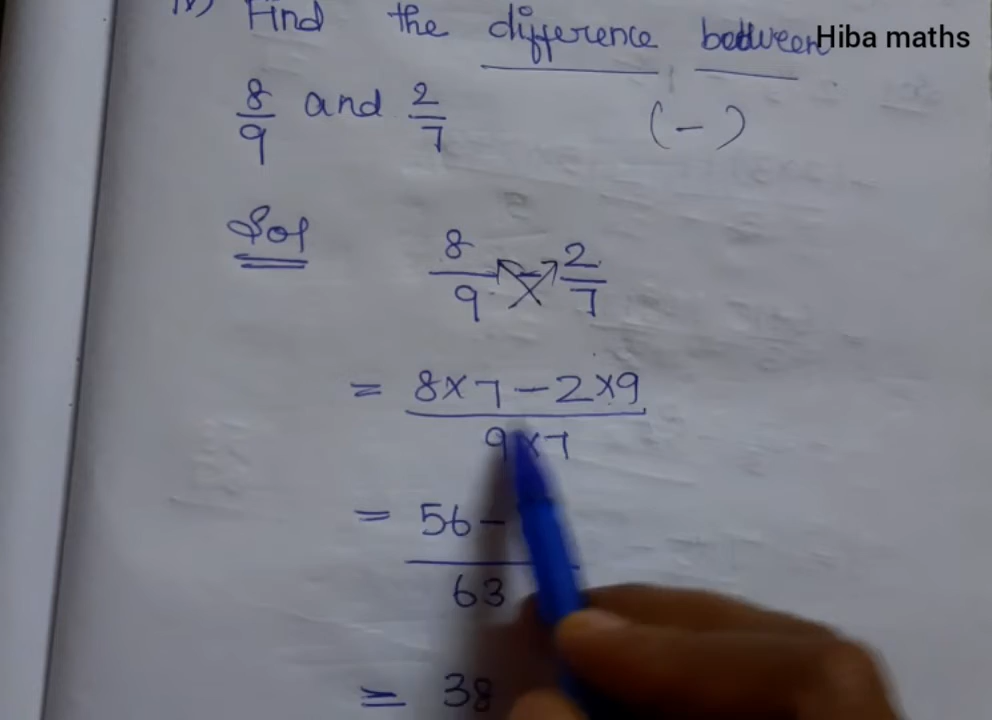 iv) Find the difference between
Hiba maths
8/9 and 2/7 (-)
Sol
8/9 - 2/7
= 8×7-2×9
9×7
= 56-
63
= 38